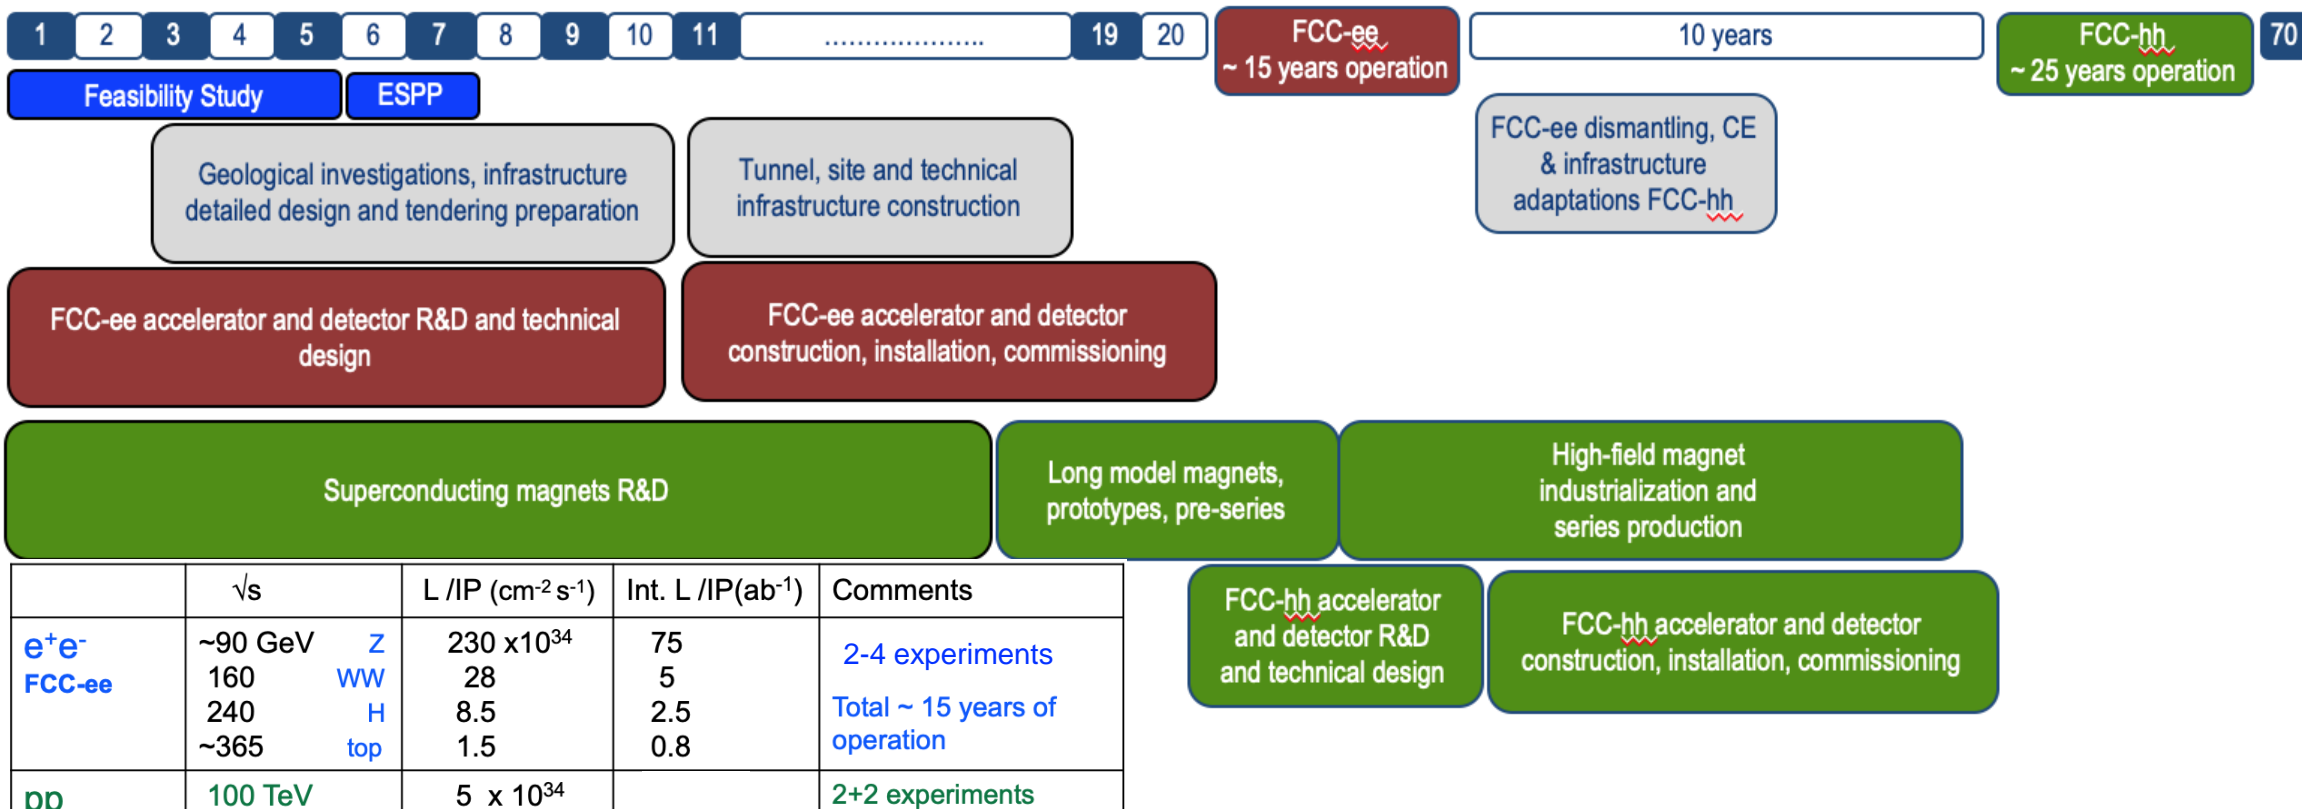 1 2 3 4 5 6 7 8 9 10 11 ................... 19 20
FCC-ee
~ 15 years operation
10 years
FCC-hh
~ 25 years operation
70
Feasibility Study
ESPP
Geological investigations, infrastructure
detailed design and tendering preparation
Tunnel, site and technical
infrastructure construction
FCC-ee dismantling, CE
& infrastructure
adaptations FCC-hh
FCC-ee accelerator and detector R&D and technical
design
FCC-ee accelerator and detector
construction, installation, commissioning
Superconducting magnets R&D
Long model magnets,
prototypes, pre-series
High-field magnet
industrialization and
series production
FCC-hh accelerator
and detector R&D
and technical design
FCC-hh accelerator and detector
construction, installation, commissioning
√s L /IP (cm⁻² s⁻¹) Int. L /IP(ab⁻¹) Comments
e⁺e⁻
FCC-ee
~90 GeV Z 230 x10³⁴ 75
160 WW 28 5
240 H 8.5 2.5
~365 top 1.5 0.8
2-4 experiments
Total ~ 15 years of
operation
pp 100 TeV 5 x 10³⁴ 2+2 experiments